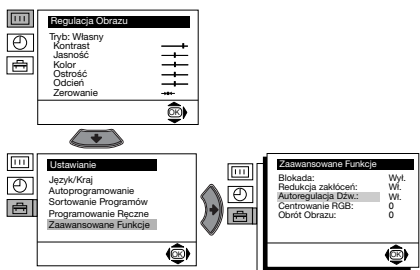 Regulacja Obrazu
Tryb: Własny
Kontrast
Jasność
Kolor
Ostrość
Odcień
Zerowanie
OK
Ustawianie
Język/Kraj
Autoprogramowanie
Sortowanie Programów
Programowanie Ręczne
Zaawansowane Funkcje
OK
Zaawansowane Funkcje
Blokada: Wył.
Redukcja zakłóceń: Wł.
Autoregulacja Dźw.: Wł.
Centrowanie RGB: 0
Obrót Obrazu: 0
OK